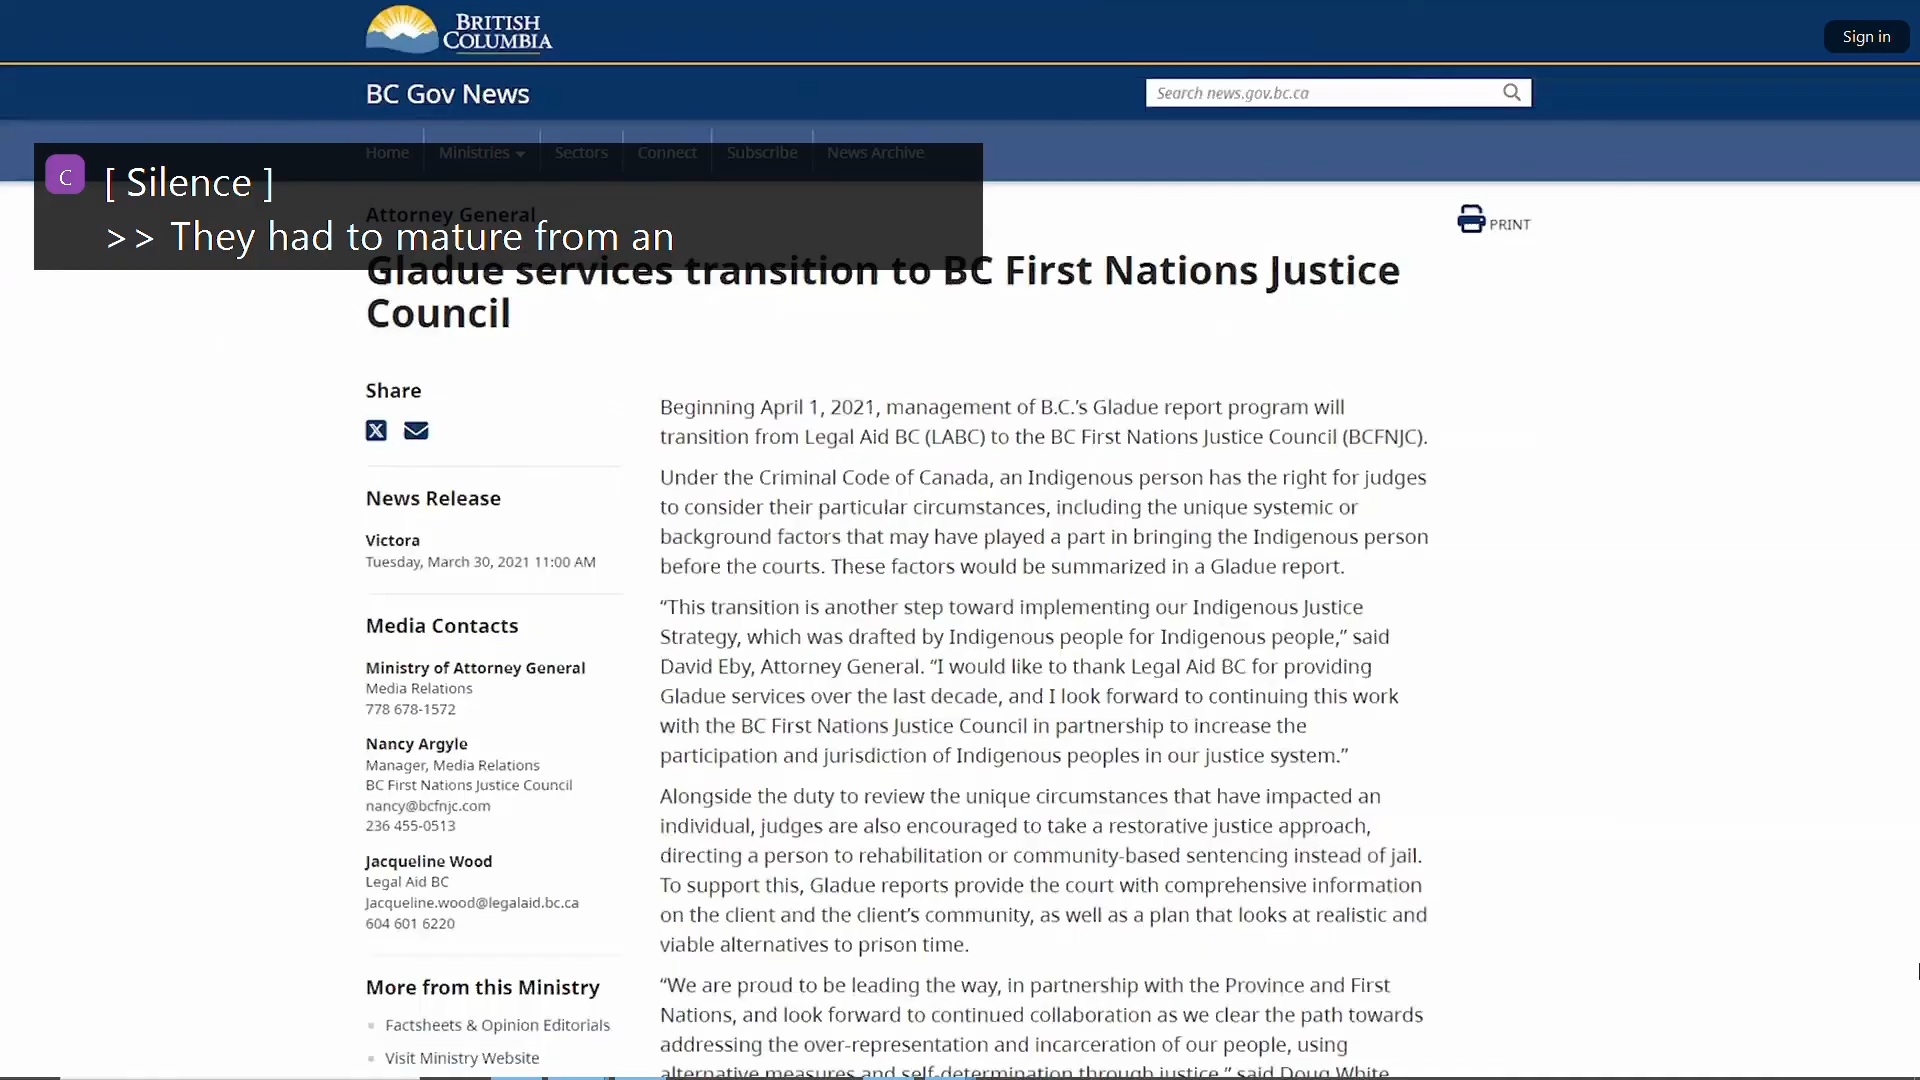 BRITISH
COLUMBIA
Sign in
BC Gov News
Search news.gov.bc.ca
Home
Ministries
Sectors
Connect
Subscribe
News Archive
C
[ Silence ]
>> They had to mature from an
Attorney General
PRINT
Gladue services transition to BC First Nations Justice
Council
Share
News Release
Victora
Tuesday, March 30, 2021 11:00 AM
Media Contacts
Ministry of Attorney General
Media Relations
778 678-1572
Nancy Argyle
Manager, Media Relations
BC First Nations Justice Council
nancy@bcfnjc.com
236 455-0513
Jacqueline Wood
Legal Aid BC
Jacqueline.wood@legalaid.bc.ca
604 601 6220
More from this Ministry
Factsheets & Opinion Editorials
Visit Ministry Website
Beginning April 1, 2021, management of B.C.’s Gladue report program will
transition from Legal Aid BC (LABC) to the BC First Nations Justice Council (BCFNJC).
Under the Criminal Code of Canada, an Indigenous person has the right for judges
to consider their particular circumstances, including the unique systemic or
background factors that may have played a part in bringing the Indigenous person
before the courts. These factors would be summarized in a Gladue report.
“This transition is another step toward implementing our Indigenous Justice
Strategy, which was drafted by Indigenous people for Indigenous people,” said
David Eby, Attorney General. “I would like to thank Legal Aid BC for providing
Gladue services over the last decade, and I look forward to continuing this work
with the BC First Nations Justice Council in partnership to increase the
participation and jurisdiction of Indigenous peoples in our justice system.”
Alongside the duty to review the unique circumstances that have impacted an
individual, judges are also encouraged to take a restorative justice approach,
directing a person to rehabilitation or community-based sentencing instead of jail.
To support this, Gladue reports provide the court with comprehensive information
on the client and the client’s community, as well as a plan that looks at realistic and
viable alternatives to prison time.
“We are proud to be leading the way, in partnership with the Province and First
Nations, and look forward to continued collaboration as we clear the path towards
addressing the over-representation and incarceration of our people, using
alternative measures and self-determination through justice,” said Doug White,